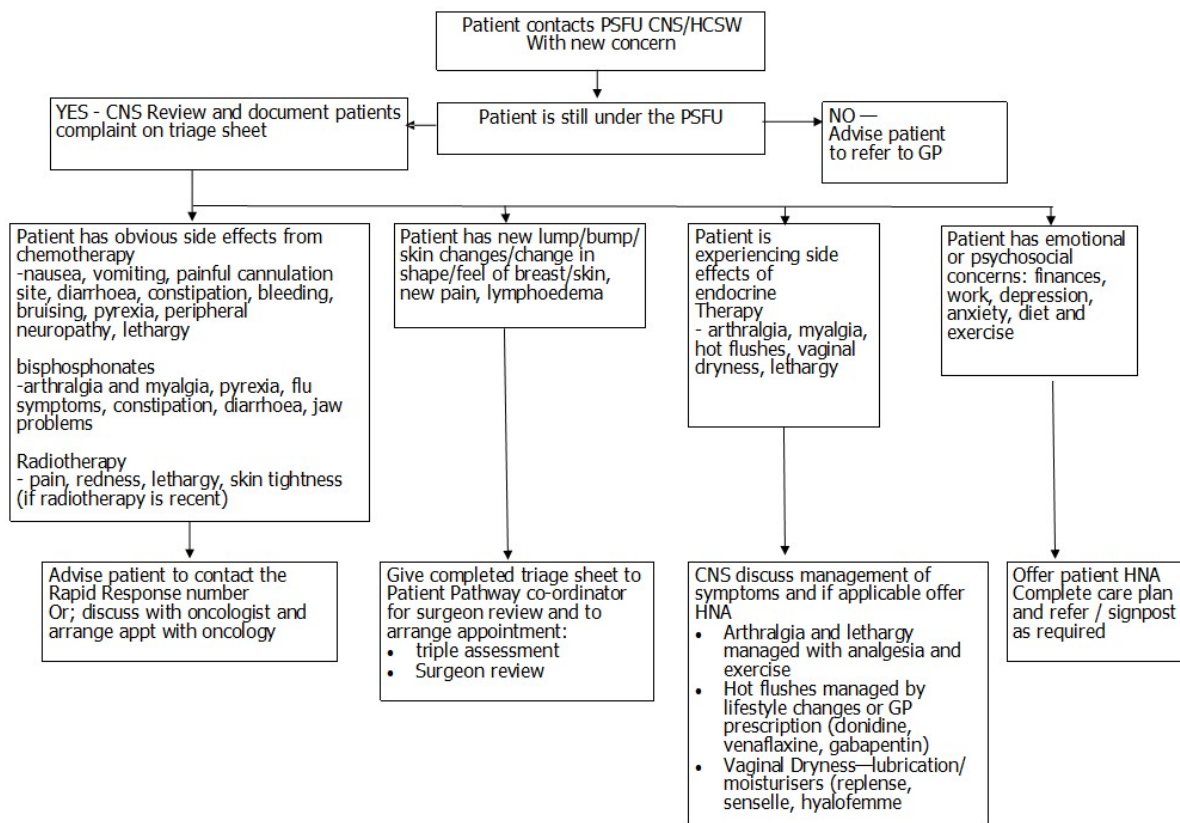 Patient contacts PSFU CNS/HCSW
With new concern
YES - CNS Review and document patients
complaint on triage sheet
Patient is still under the PSFU
NO —
Advise patient
to refer to GP
Patient has obvious side effects from
chemotherapy
-nausea, vomiting, painful cannulation
site, diarrhoea, constipation, bleeding,
bruising, pyrexia, peripheral
neuropathy, lethargy
bisphosphonates
-arthralgia and myalgia, pyrexia, flu
symptoms, constipation, diarrhoea, jaw
problems
Radiotherapy
- pain, redness, lethargy, skin tightness
(if radiotherapy is recent)
Patient has new lump/bump/
skin changes/change in
shape/feel of breast/skin,
new pain, lymphoedema
Patient is
experiencing side
effects of
endocrine
Therapy
- arthralgia, myalgia,
hot flushes, vaginal
dryness, lethargy
Patient has emotional
or psychosocial
concerns: finances,
work, depression,
anxiety, diet and
exercise
Advise patient to contact the
Rapid Response number
Or; discuss with oncologist and
arrange appt with oncology
Give completed triage sheet to
Patient Pathway co-ordinator
for surgeon review and to
arrange appointment:
• triple assessment
• Surgeon review
CNS discuss management of
symptoms and if applicable offer
HNA
• Arthralgia and lethargy
managed with analgesia and
exercise
• Hot flushes managed by
lifestyle changes or GP
prescription (clonidine,
venaflaxine, gabapentin)
• Vaginal Dryness—lubrication/
moisturisers (replense,
senselle, hyalofemme
Offer patient HNA
Complete care plan
and refer / signpost
as required